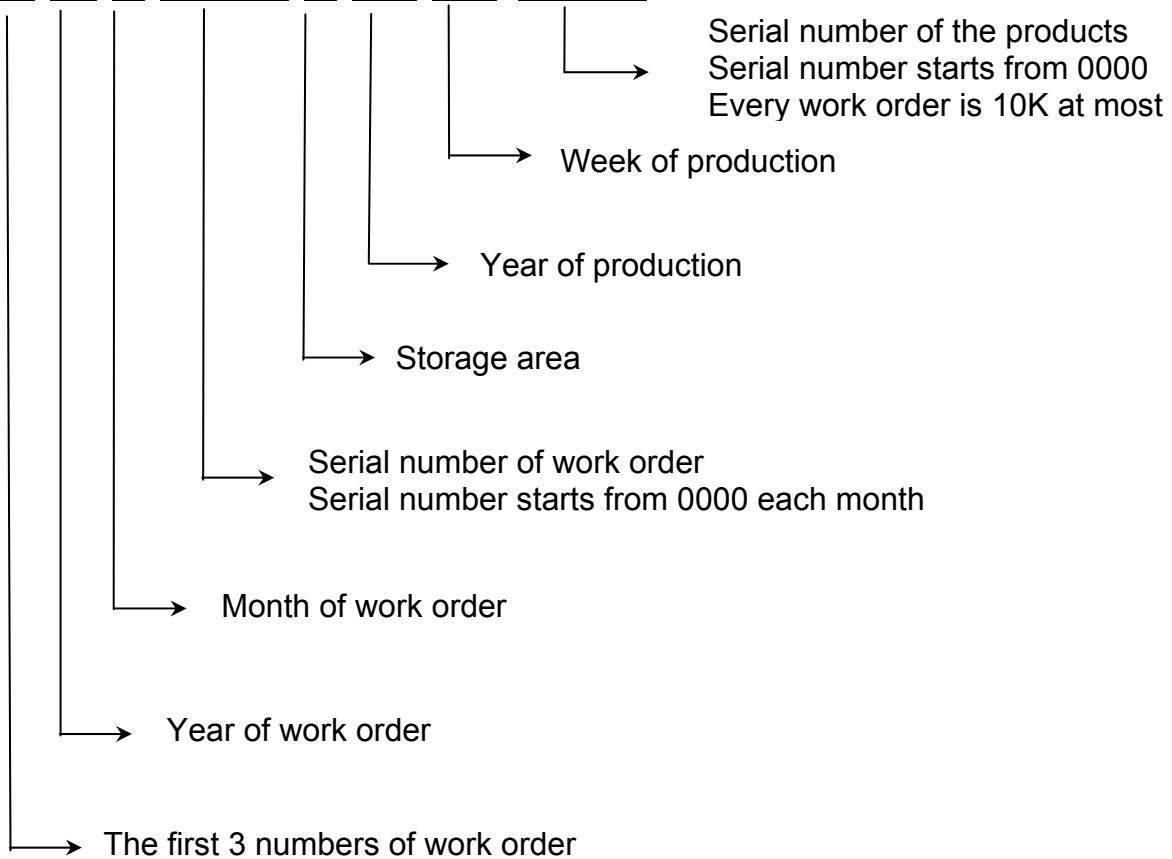 Serial number of the products
Serial number starts from 0000
Every work order is 10K at most
Week of production
Year of production
Storage area
Serial number of work order
Serial number starts from 0000 each month
Month of work order
Year of work order
The first 3 numbers of work order